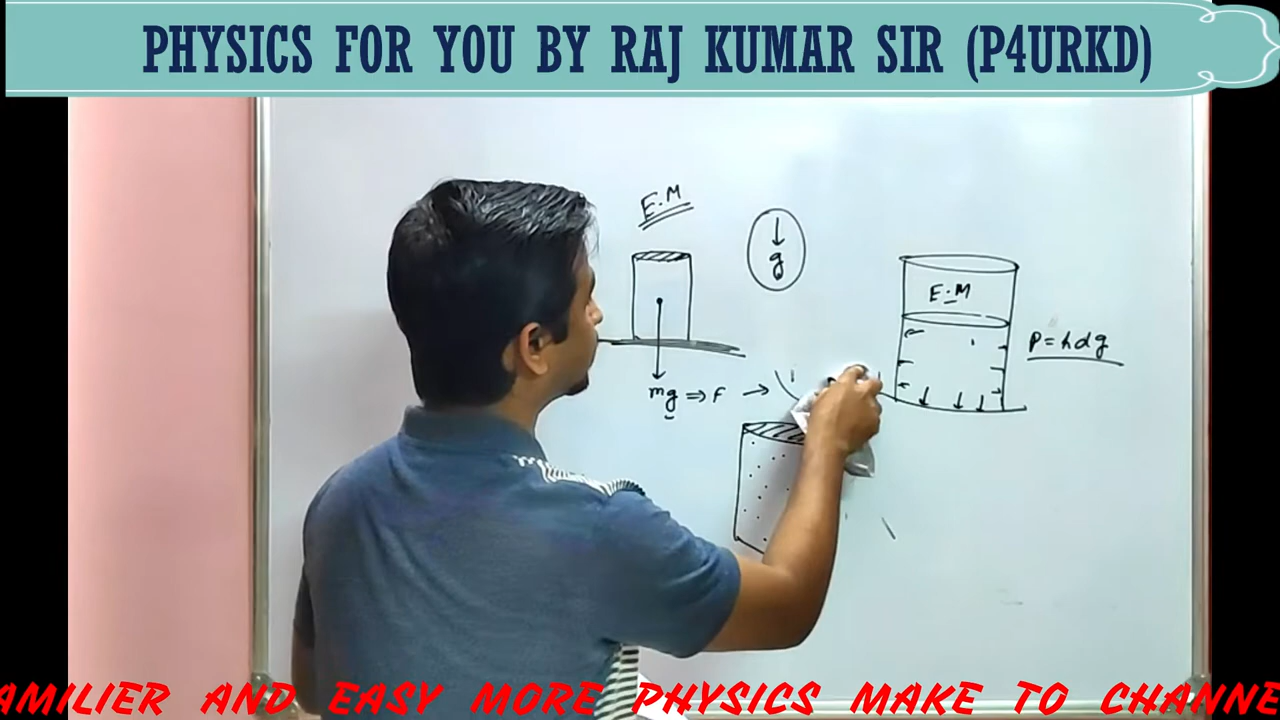 PHYSICS FOR YOU BY RAJ KUMAR SIR (P4URKD)
E.M
g
E.M
P=hdg
mg ⇒ F →
AMILIER AND EASY MORE PHYSICS MAKE TO CHANNE